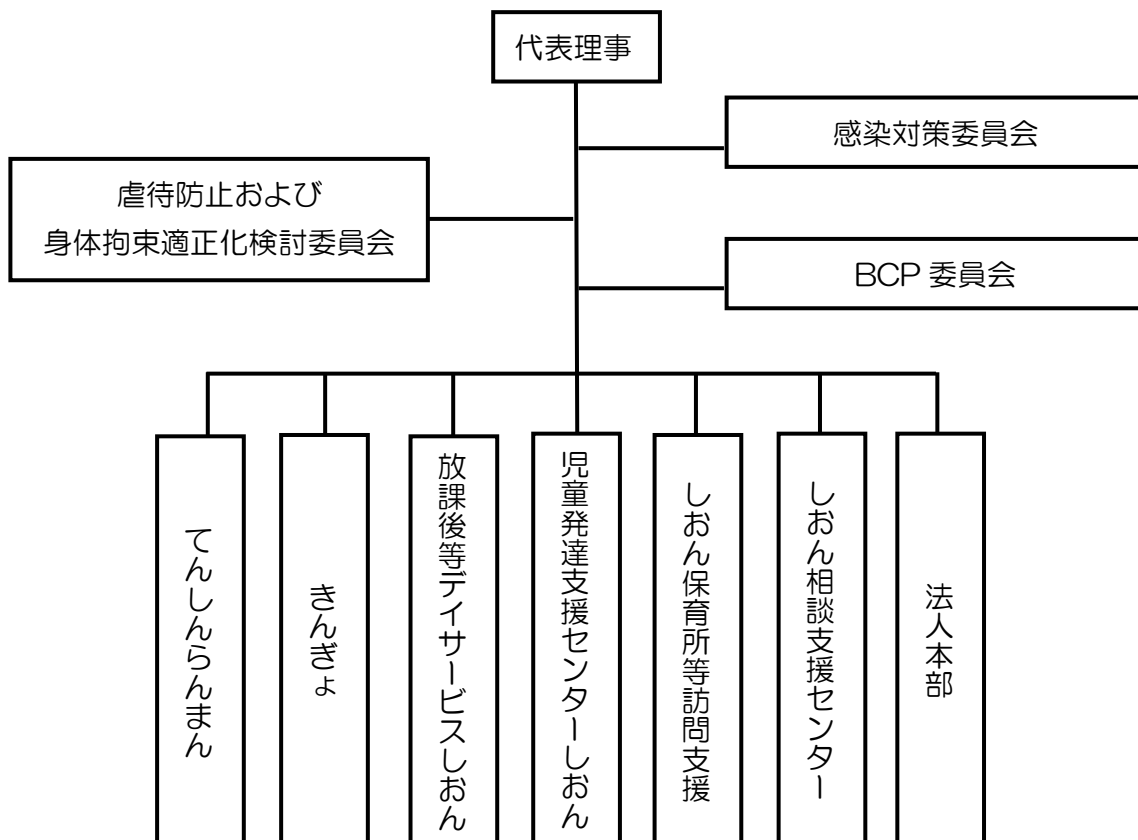 代表理事
感染対策委員会
虐待防止および
身体拘束適正化検討委員会
BCP 委員会
てんしんらんまん
きんぎょ
放課後等デイサービスしおん
児童発達支援センターしおん
しおん保育所等訪問支援
しおん相談支援センター
法人本部